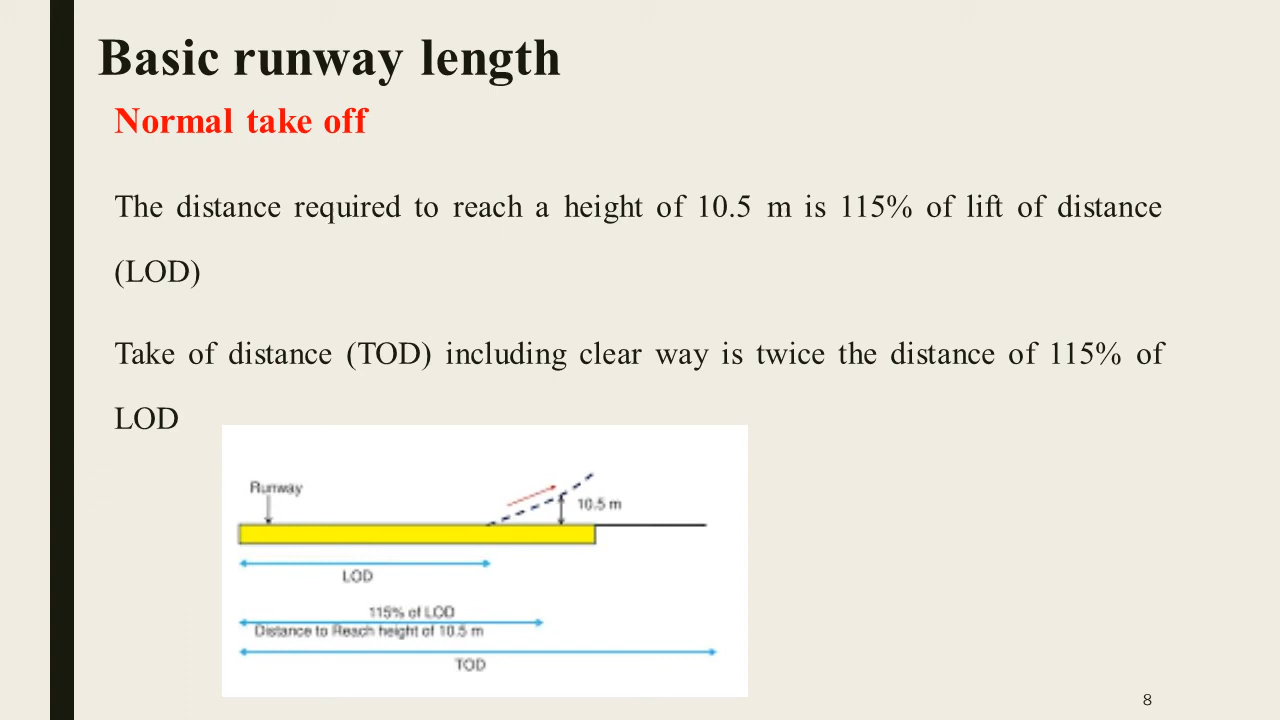 Basic runway length
Normal take off
The distance required to reach a height of 10.5 m is 115% of lift of distance
(LOD)
Take of distance (TOD) including clear way is twice the distance of 115% of
LOD
Runway
10.5 m
LOD
115% of LOD
Distance to Reach height of 10.5 m
TOD
8